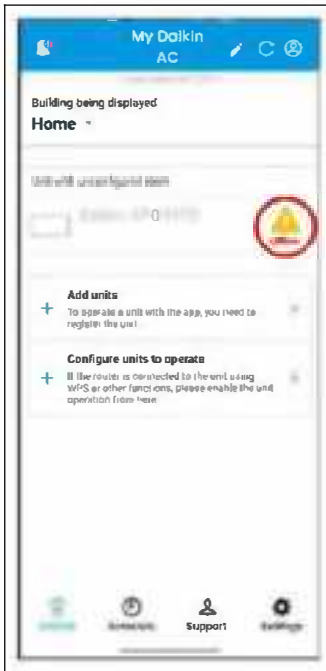 My Daikin
AC
Building being displayed
Home
Add units
To operate a unit with the app, you need to
register the unit
Configure units to operate
If the router is connected to the unit using
WPS or other functions, please enable the unit
operation from here
Support
Settings